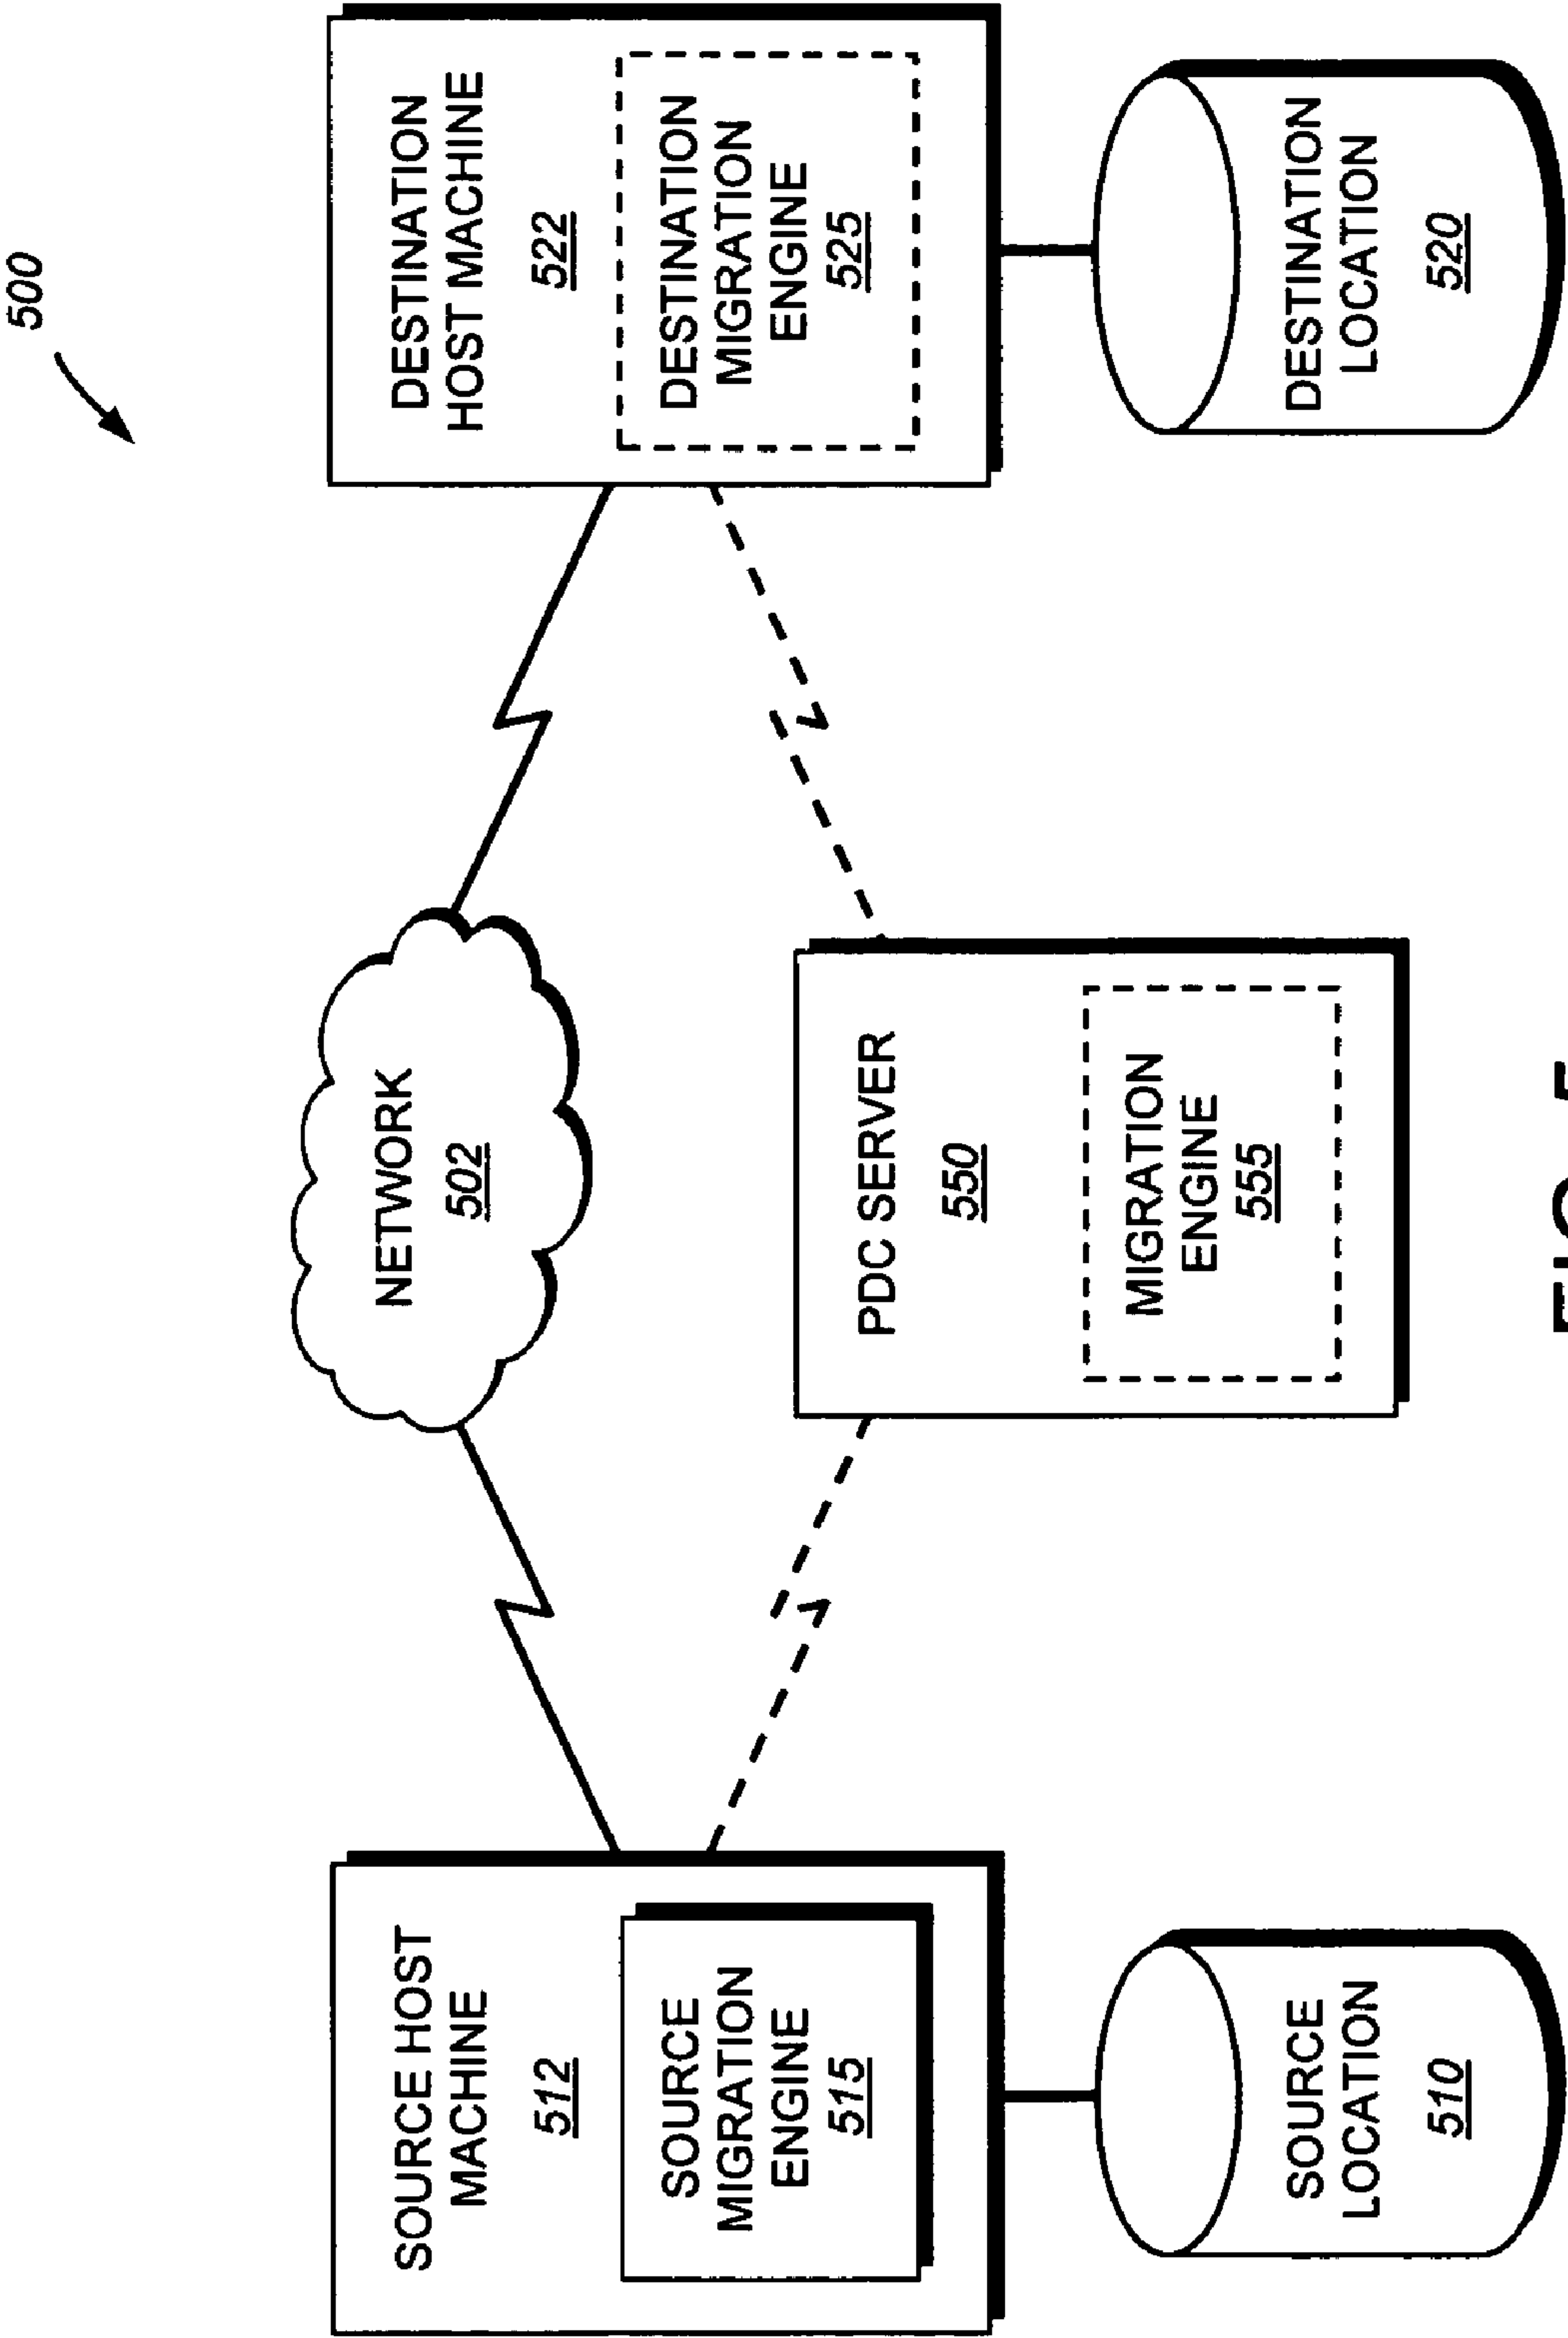 500
SOURCE HOST
MACHINE
512
SOURCE
MIGRATION
ENGINE
515
SOURCE
LOCATION
510
NETWORK
502
PDC SERVER
550
MIGRATION
ENGINE
555
DESTINATION
HOST MACHINE
522
DESTINATION
MIGRATION
ENGINE
525
DESTINATION
LOCATION
520